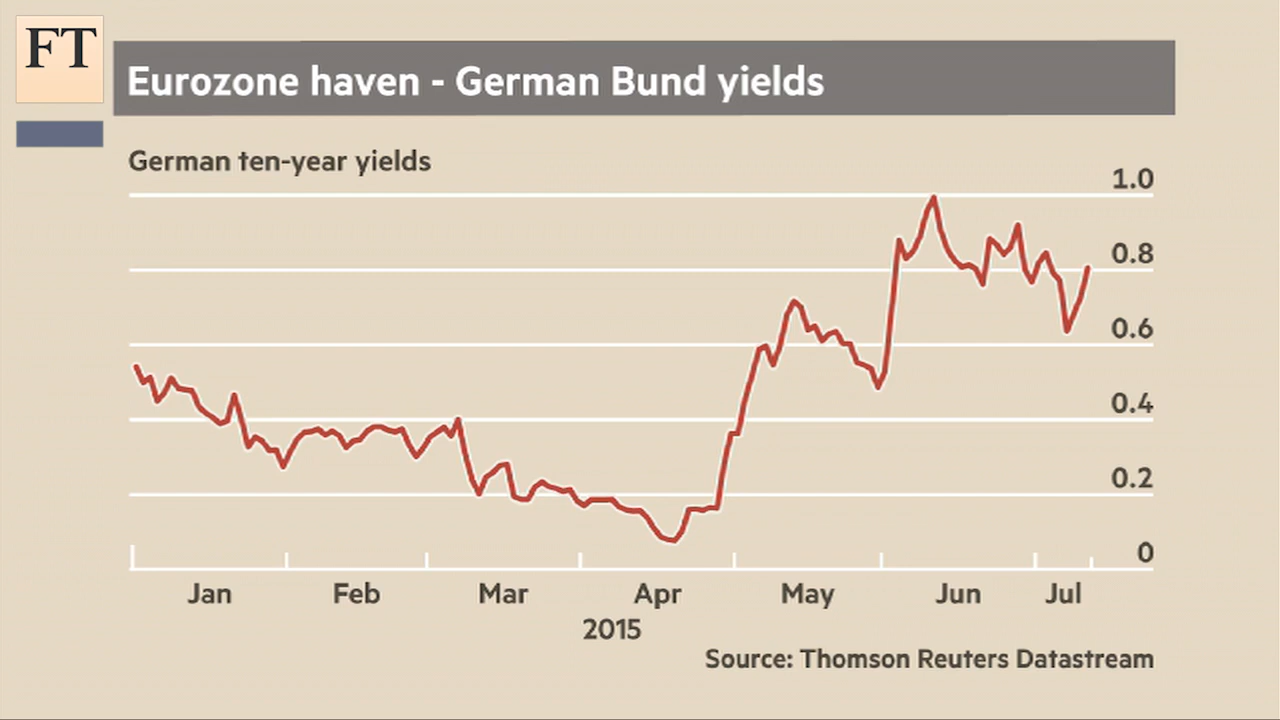 FT
Eurozone haven - German Bund yields
German ten-year yields
1.0
0.8
0.6
0.4
0.2
0
Jan Feb Mar Apr May Jun Jul
2015
Source: Thomson Reuters Datastream